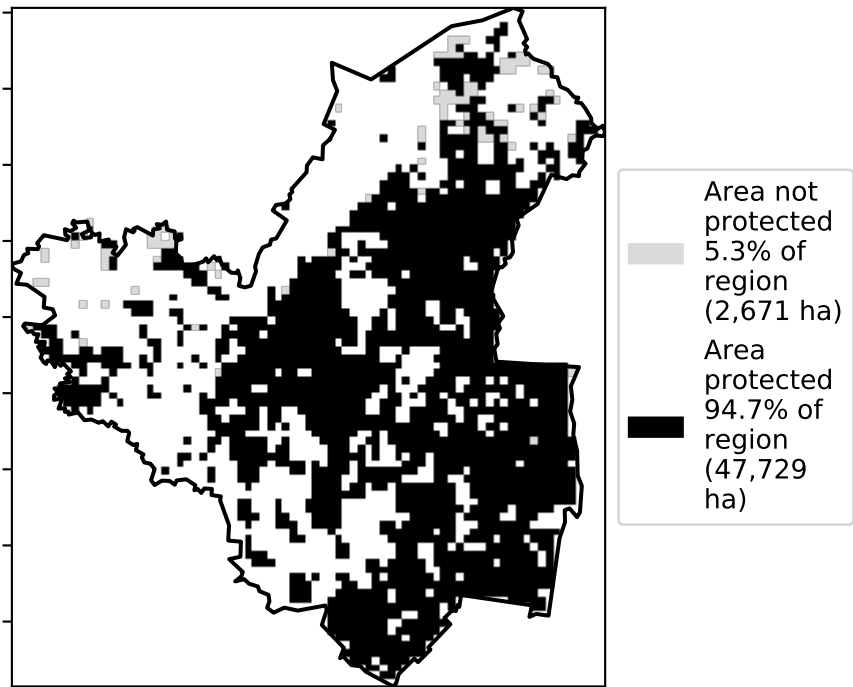 Area not
protected
5.3% of
region
(2,671 ha)
Area
protected
94.7% of
region
(47,729
ha)